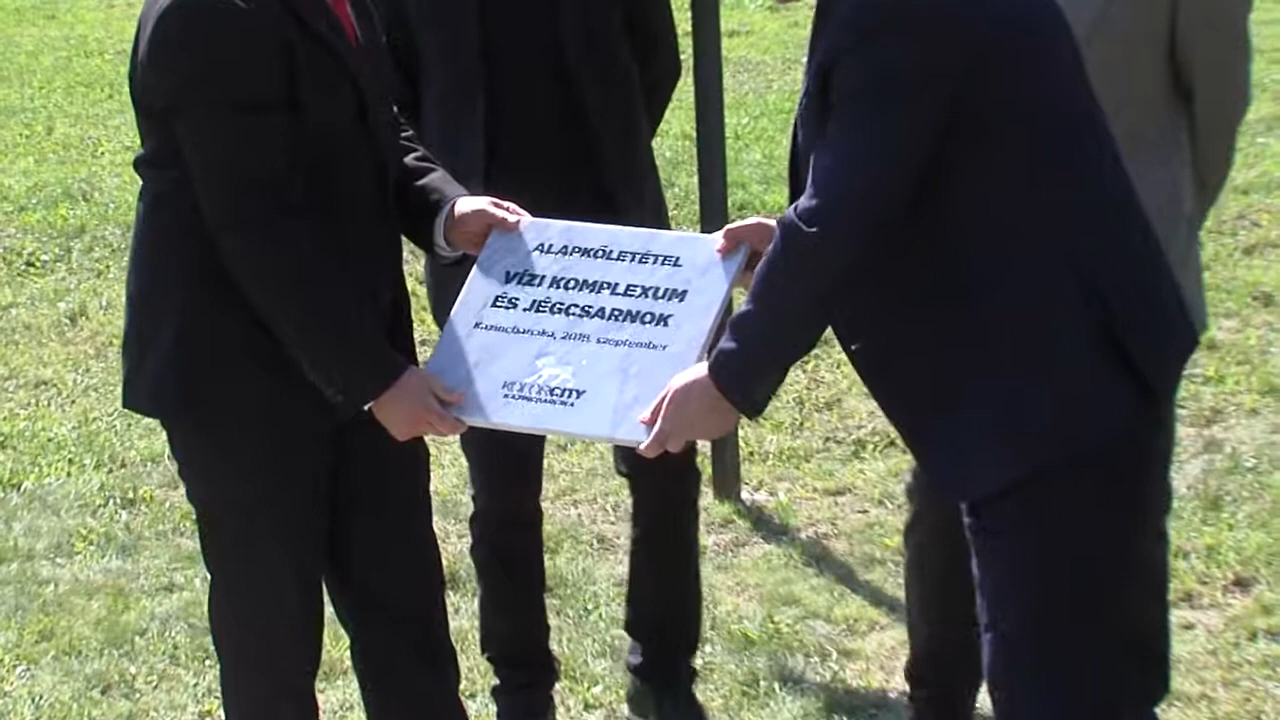 ALAPKŐLETÉTEL
VÍZI KOMPLEXUM
ÉS JÉGCSARNOK
Kazincbarcika, 2018. szeptember
KOLORCITY
KAZINCBARCIKA